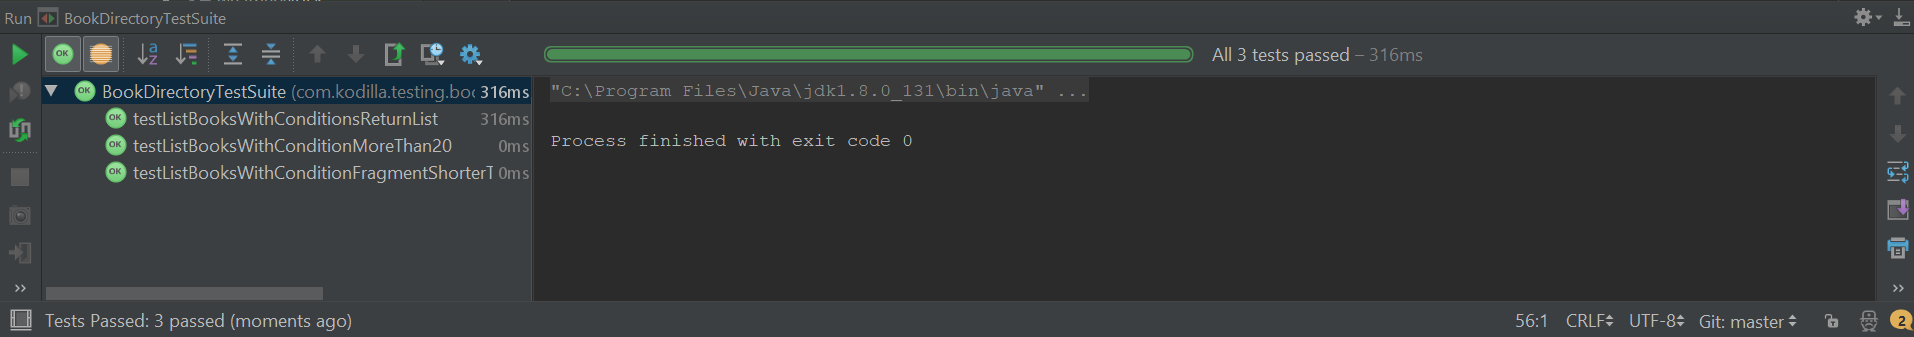 Run BookDirectoryTestSuite
All 3 tests passed – 316ms
BookDirectoryTestSuite (com.kodilla.testing.boc 316ms
OK testListBooksWithConditionsReturnList 316ms
OK testListBooksWithConditionMoreThan20 0ms
OK testListBooksWithConditionFragmentShorterT 0ms
"C:\Program Files\Java\jdk1.8.0_131\bin\java" ...
Process finished with exit code 0
Tests Passed: 3 passed (moments ago)
56:1 CRLF UTF-8 Git: master 2